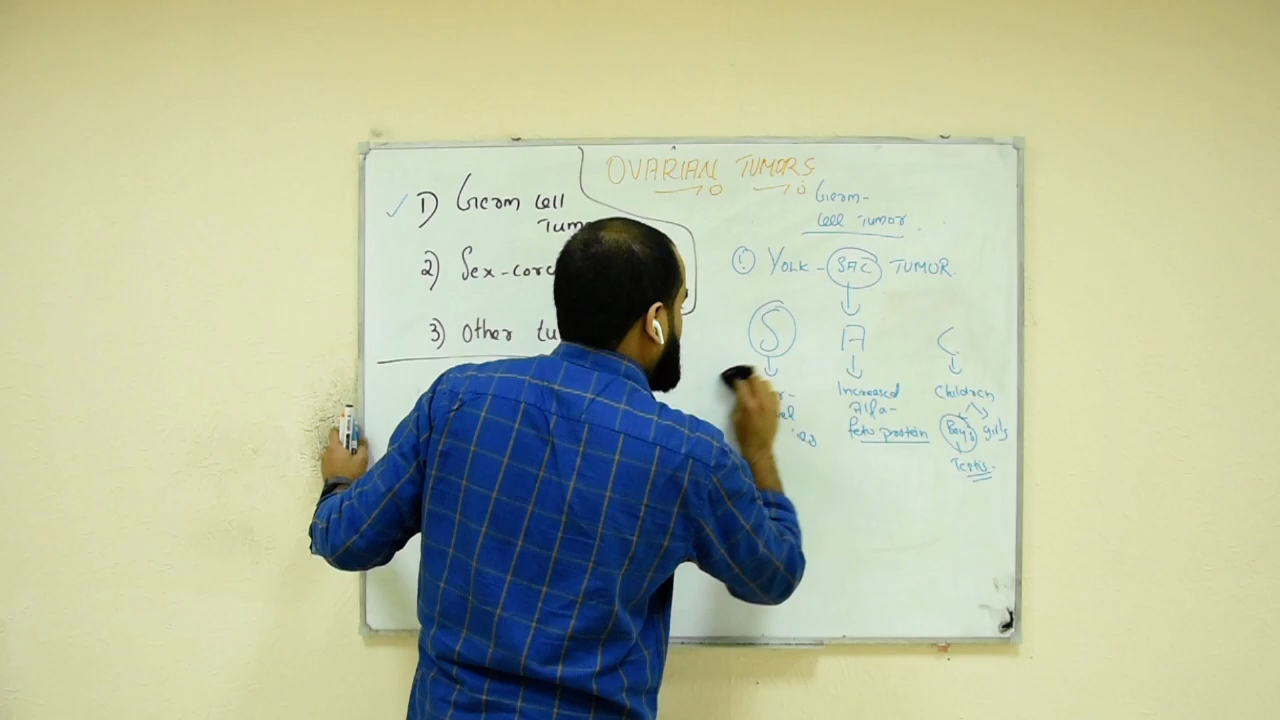 OVARIAN TUMORS
1) Germ cell
Tum
2) Sex-cord
3) Other tu
Germ-
cell Tumor
1. YOLK - SAC TUMOR.
S A C
Increased
Alfa-
feto protein
Children
Boys girls
Testis.